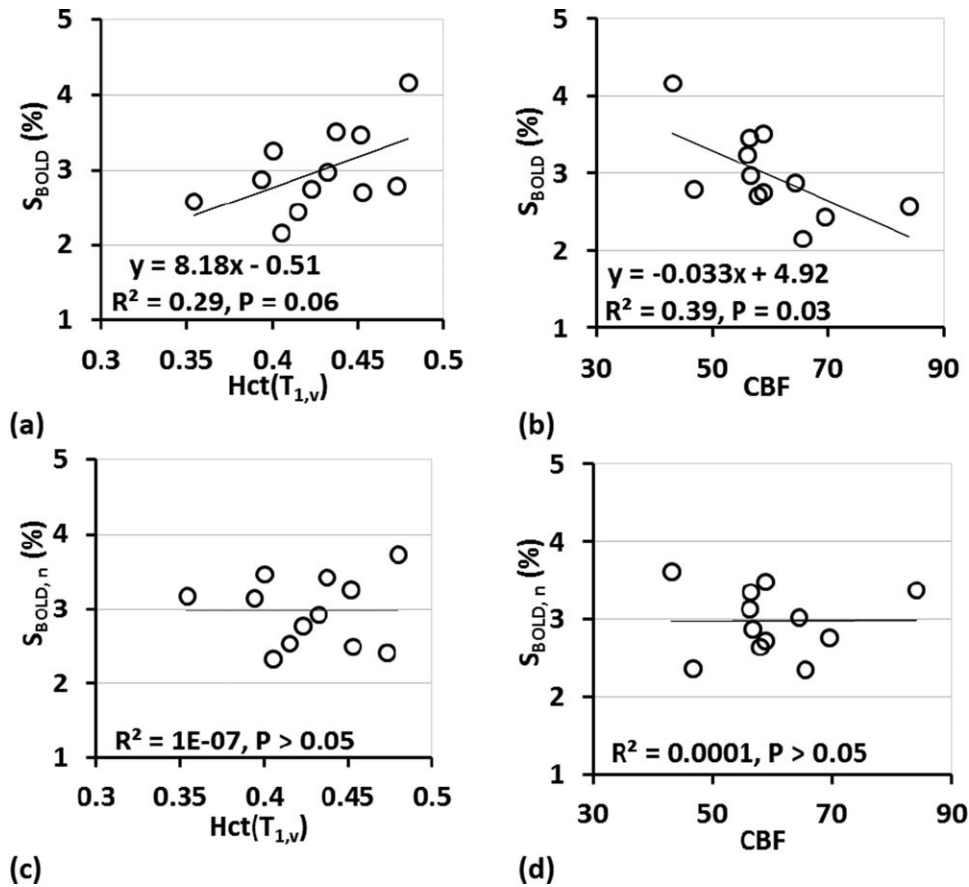 5
4
3
2
1
S_BOLD (%)
y = 8.18x - 0.51
R² = 0.29, P = 0.06
0.3 0.35 0.4 0.45 0.5
Hct(T₁,ᵥ)
(a)
5
4
3
2
1
S_BOLD (%)
y = -0.033x + 4.92
R² = 0.39, P = 0.03
30 50 70 90
CBF
(b)
5
4
3
2
1
S_BOLD, n (%)
R² = 1E-07, P > 0.05
0.3 0.35 0.4 0.45 0.5
Hct(T₁,ᵥ)
(c)
5
4
3
2
1
S_BOLD, n (%)
R² = 0.0001, P > 0.05
30 50 70 90
CBF
(d)